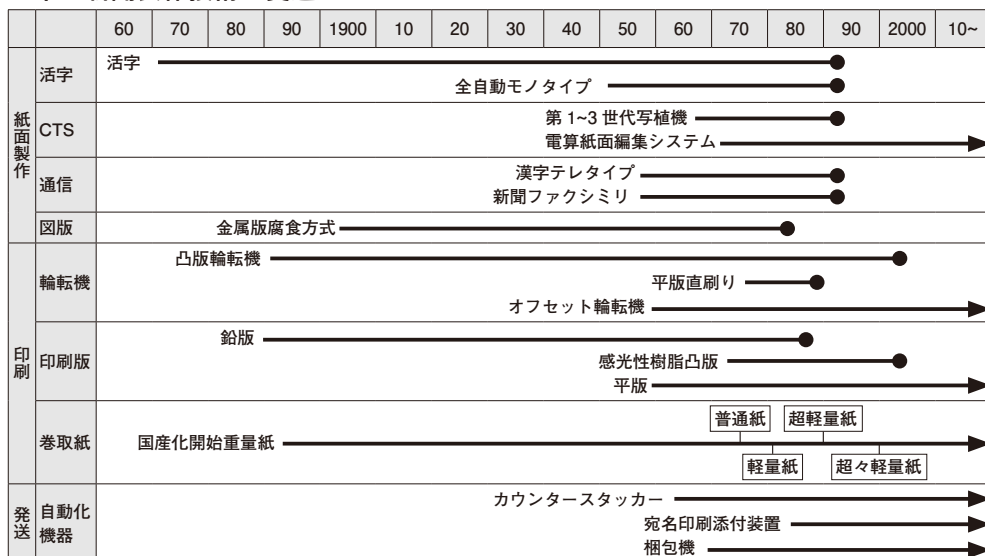 60 70 80 90 1900 10 20 30 40 50 60 70 80 90 2000 10~
紙面製作
活字
活字
全自動モノタイプ
CTS
第1~3世代写植機
電算紙面編集システム
通信
漢字テレタイプ
新聞ファクシミリ
図版
金属版腐食方式
印刷
輪転機
凸版輪転機
平版直刷り
オフセット輪転機
印刷版
鉛版
感光性樹脂凸版
平版
巻取紙
普通紙 超軽量紙
国産化開始重量紙
軽量紙 超々軽量紙
発送
自動化
機器
カウンタースタッカー
宛名印刷添付装置
梱包機